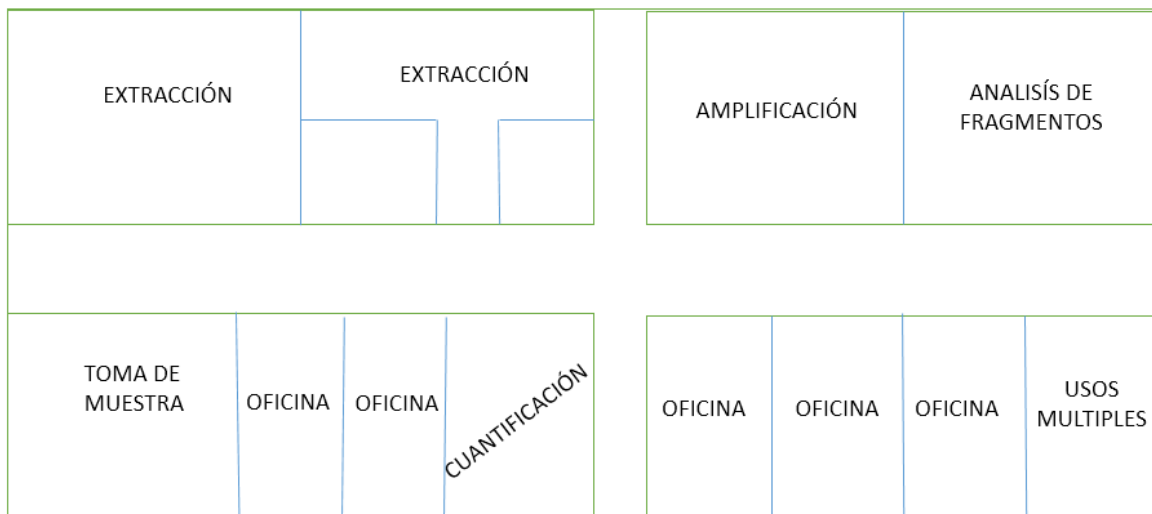 EXTRACCIÓN
EXTRACCIÓN
AMPLIFICACIÓN
ANALISÍS DE
FRAGMENTOS
TOMA DE
MUESTRA
OFICINA
OFICINA
CUANTIFICACIÓN
OFICINA
OFICINA
OFICINA
USOS
MULTIPLES